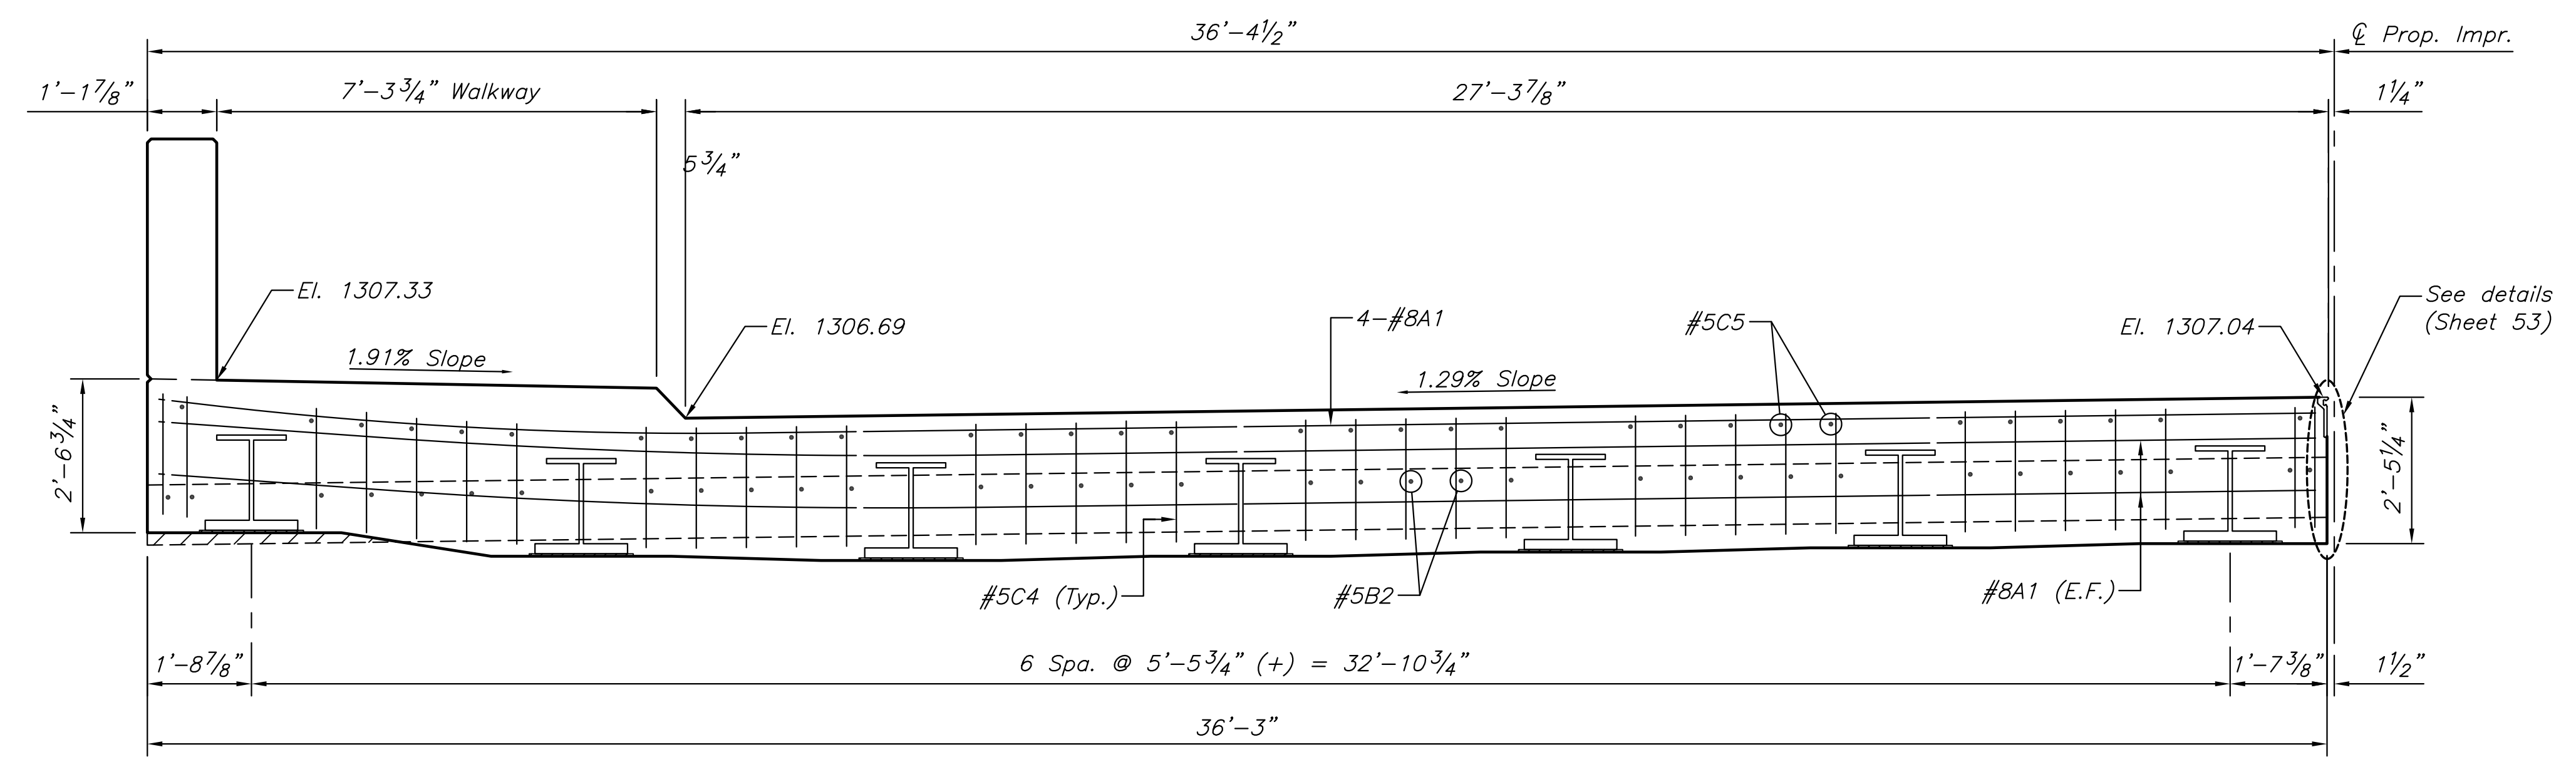 36'-4½"
℄ Prop. Impr.
1'-1⅞"
7'-3¾" Walkway
27'-3⅞"
1¼"
5¾"
El. 1307.33
El. 1306.69
4-#8A1
#5C5
El. 1307.04
See details
(Sheet 53)
1.91% Slope
1.29% Slope
2'-6¾"
2'-5¼"
#5C4 (Typ.)
#5B2
#8A1 (E.F.)
1'-8⅞"
6 Spa. @ 5'-5¾" (+) = 32'-10¾"
1'-7⅜"
1½"
36'-3"